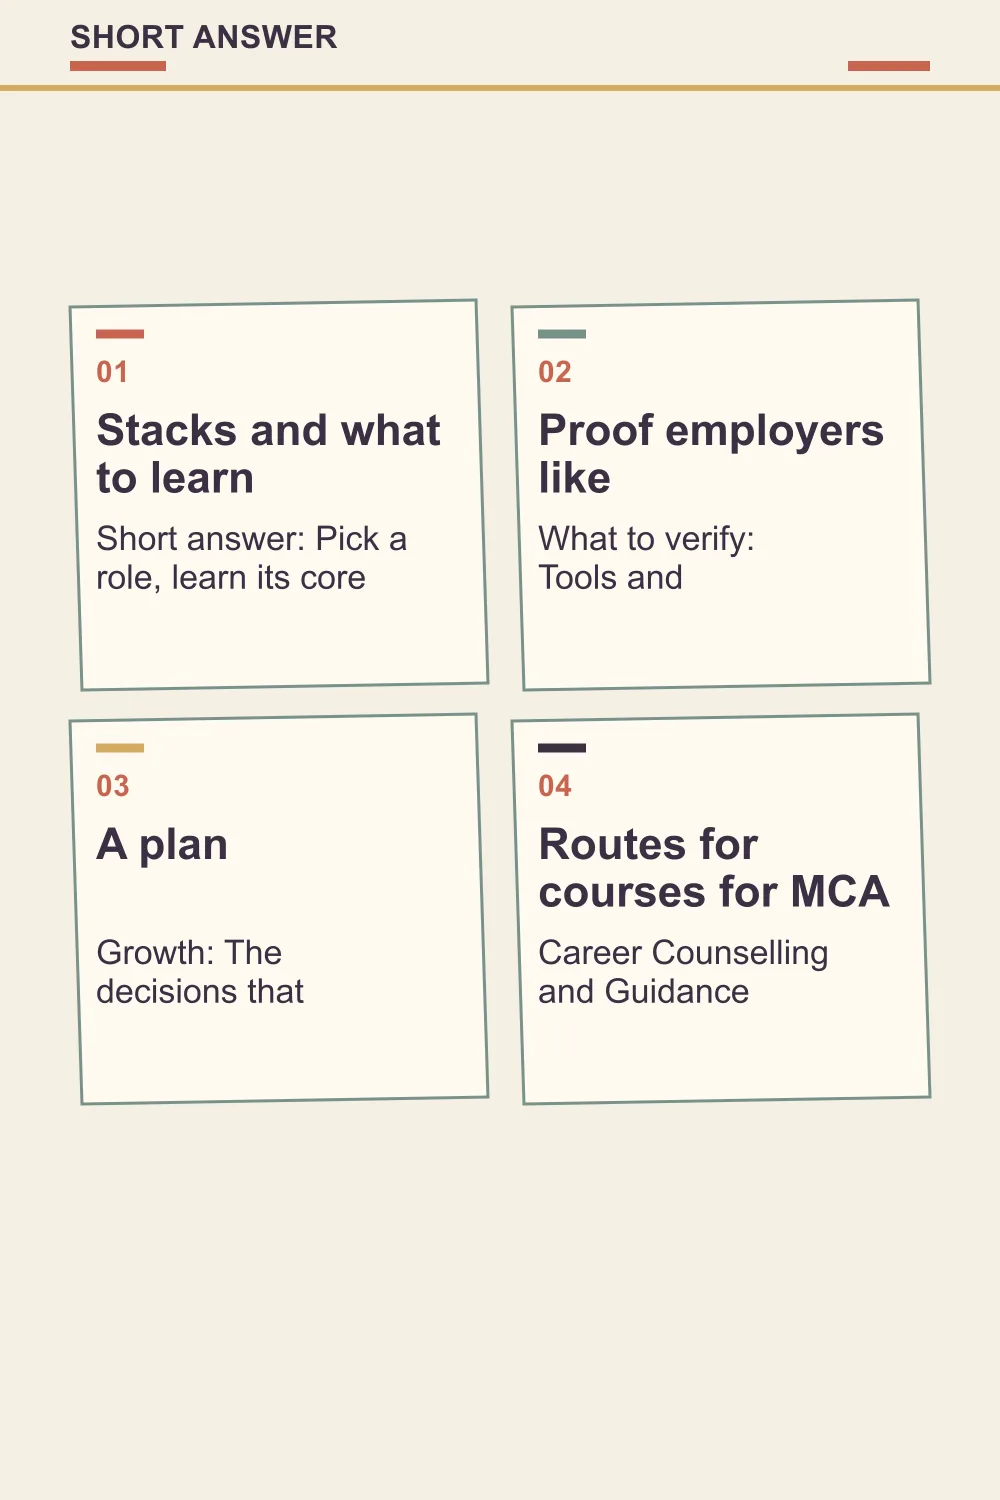 SHORT ANSWER
01
Stacks and what
to learn
Short answer: Pick a
role, learn its core
02
Proof employers
like
What to verify:
Tools and
03
A plan
Growth: The
decisions that
04
Routes for
courses for MCA
Career Counselling
and Guidance